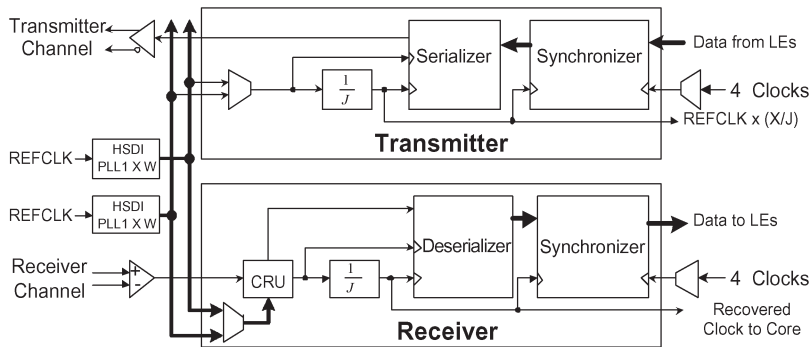 Transmitter
Channel
Serializer
Synchronizer
Data from LEs
1
J
4 Clocks
REFCLK x (X/J)
Transmitter
REFCLK
HSDI
PLL1 X W
REFCLK
HSDI
PLL1 X W
Receiver
Channel
+
-
CRU
1
J
Deserializer
Synchronizer
Data to LEs
4 Clocks
Recovered
Clock to Core
Receiver